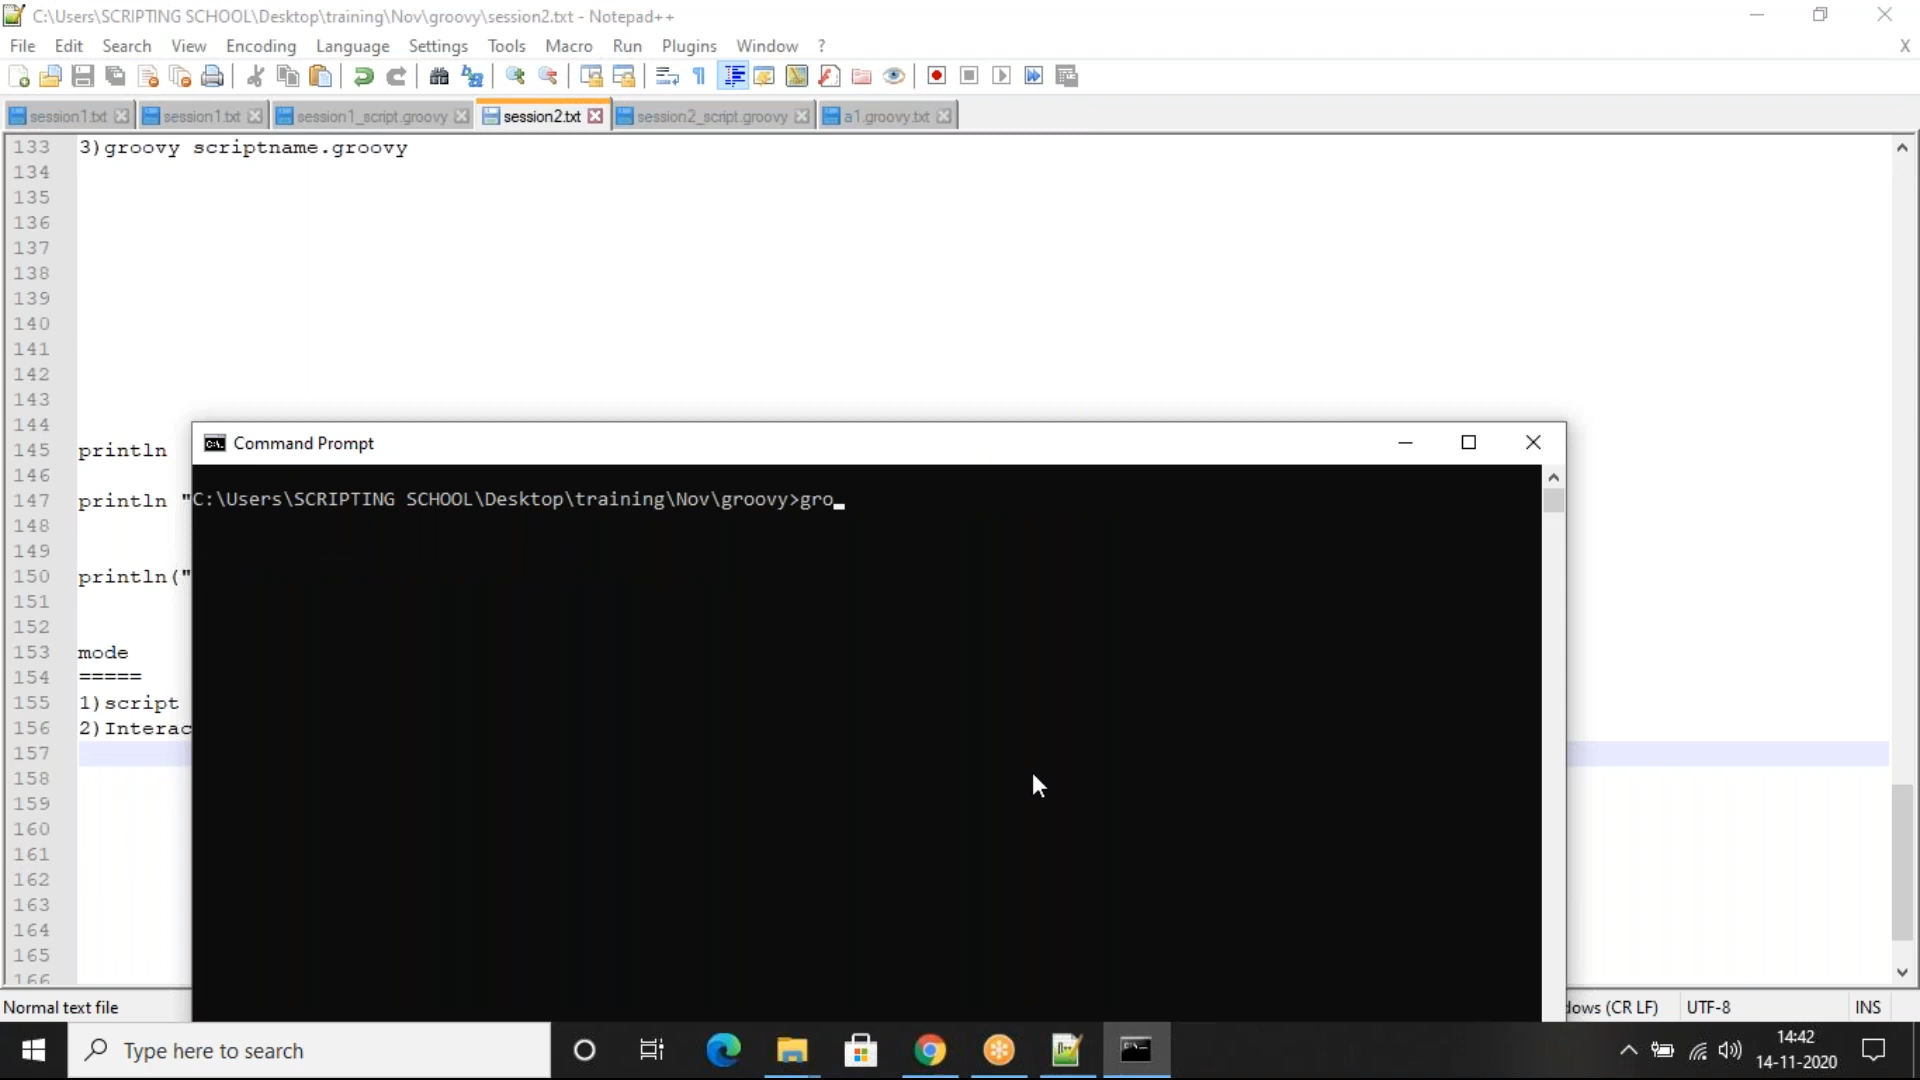 C:\Users\SCRIPTING SCHOOL\Desktop\training\Nov\groovy\session2.txt - Notepad++
File Edit Search View Encoding Language Settings Tools Macro Run Plugins Window ? X
session1.txt session1.txt session1_script.groovy session2.txt session2_script.groovy a1.groovy.txt
133 3)groovy scriptname.groovy
134
135
136
137
138
139
140
141
142
143
144
145 println
146
147 println "
148
149
150 println("
151
152
153 mode
154 =====
155 1)script
156 2)Interac
157
158
159
160
161
162
163
164
165
166
Command Prompt
C:\Users\SCRIPTING SCHOOL\Desktop\training\Nov\groovy>gro_
Normal text file
dows (CR LF) UTF-8 INS
Type here to search
14:42
14-11-2020